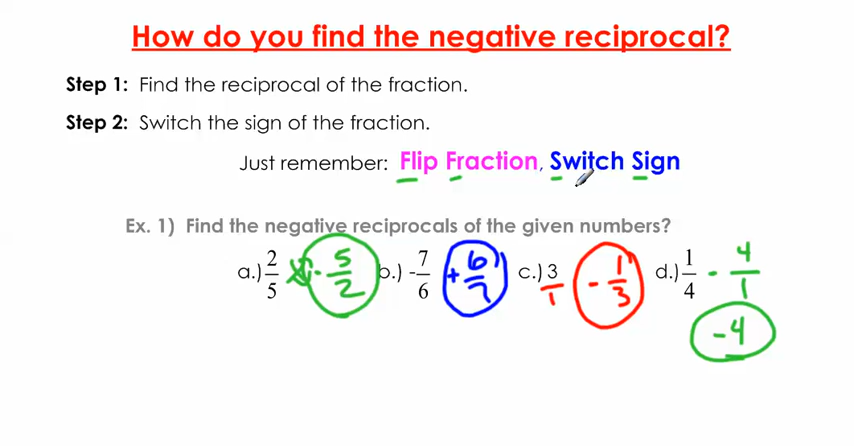 How do you find the negative reciprocal?
Step 1: Find the reciprocal of the fraction.
Step 2: Switch the sign of the fraction.
Just remember: Flip Fraction, Switch Sign
Ex. 1) Find the negative reciprocals of the given numbers?
a.) 2/5 - 5/2 b.) -7/6 + 6/7 c.) 3/1 - 1/3 d.) 1/4 - 4/1
-4